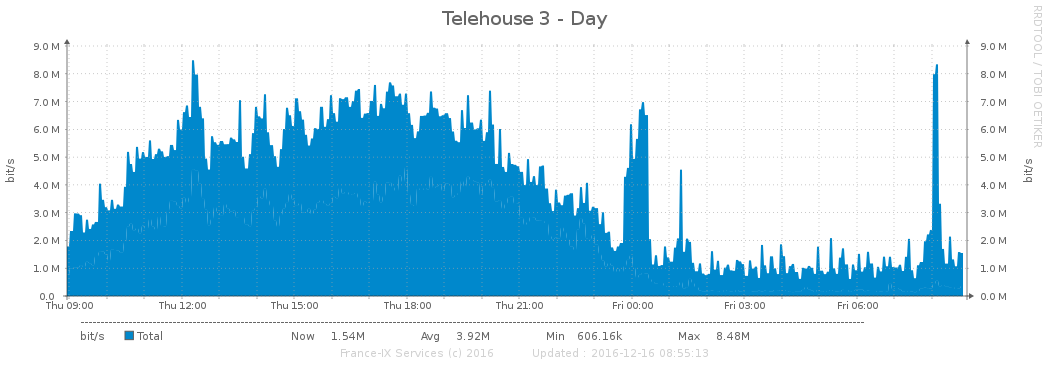 Telehouse 3 - Day
RRDTOOL / TOBI OETIKER
9.0 M 9.0 M
8.0 M 8.0 M
7.0 M 7.0 M
6.0 M 6.0 M
5.0 M 5.0 M
4.0 M 4.0 M
3.0 M 3.0 M
2.0 M 2.0 M
1.0 M 1.0 M
0.0 0.0 M
bit/s
bit/s
Thu 09:00 Thu 12:00 Thu 15:00 Thu 18:00 Thu 21:00 Fri 00:00 Fri 03:00 Fri 06:00
bit/s Total Now 1.54M Avg 3.92M Min 606.16k Max 8.48M
France-IX Services (c) 2016 Updated : 2016-12-16 08:55:13